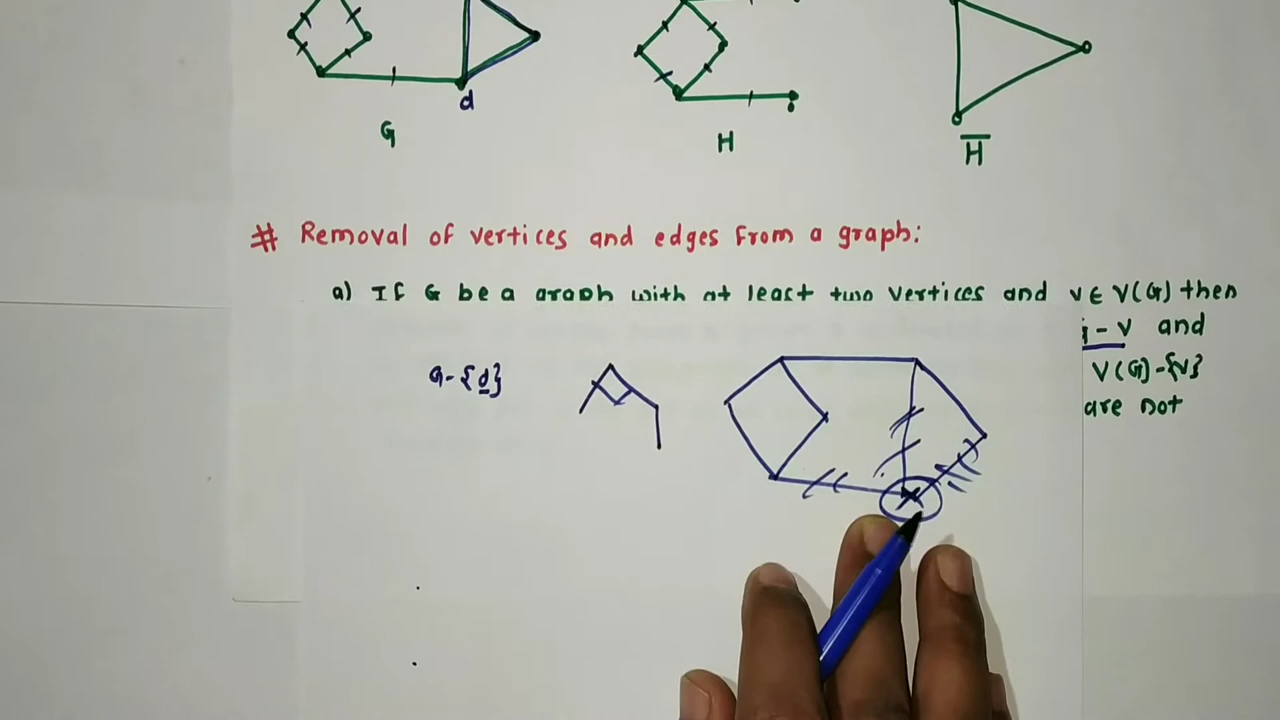 d
G
H
H̅
# Removal of vertices and edges from a graph:
a) If G be a graph with at least two vertices and v ∈ V(G) then
- v and
G-{d}
V(G)-{v}
are not